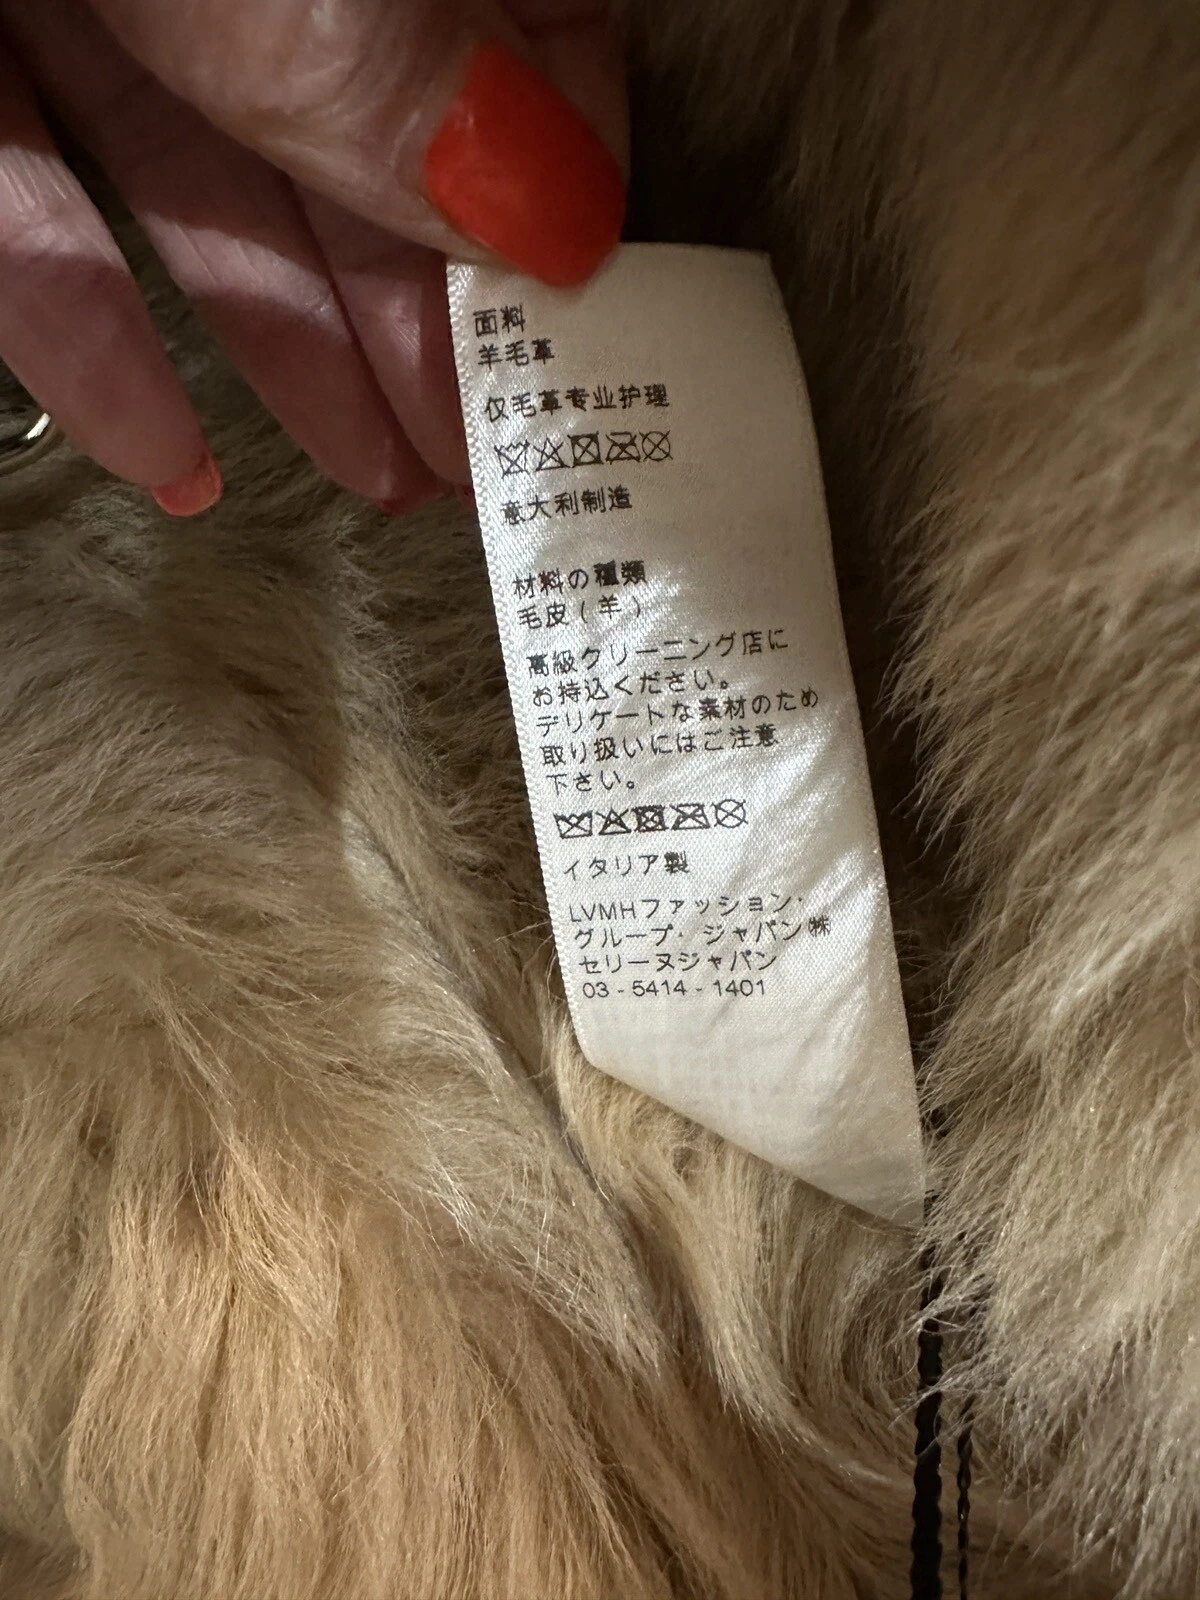 面料
羊毛革
仅毛革专业护理
意大利制造
材料の種類
毛皮(羊)
高級クリーニング店に
お持込ください。
デリケートな素材のため
取り扱いにはご注意
下さい。
イタリア製
LVMHファッション・
グループ・ジャパン㈱
セリーヌジャパン
03 - 5414 - 1401